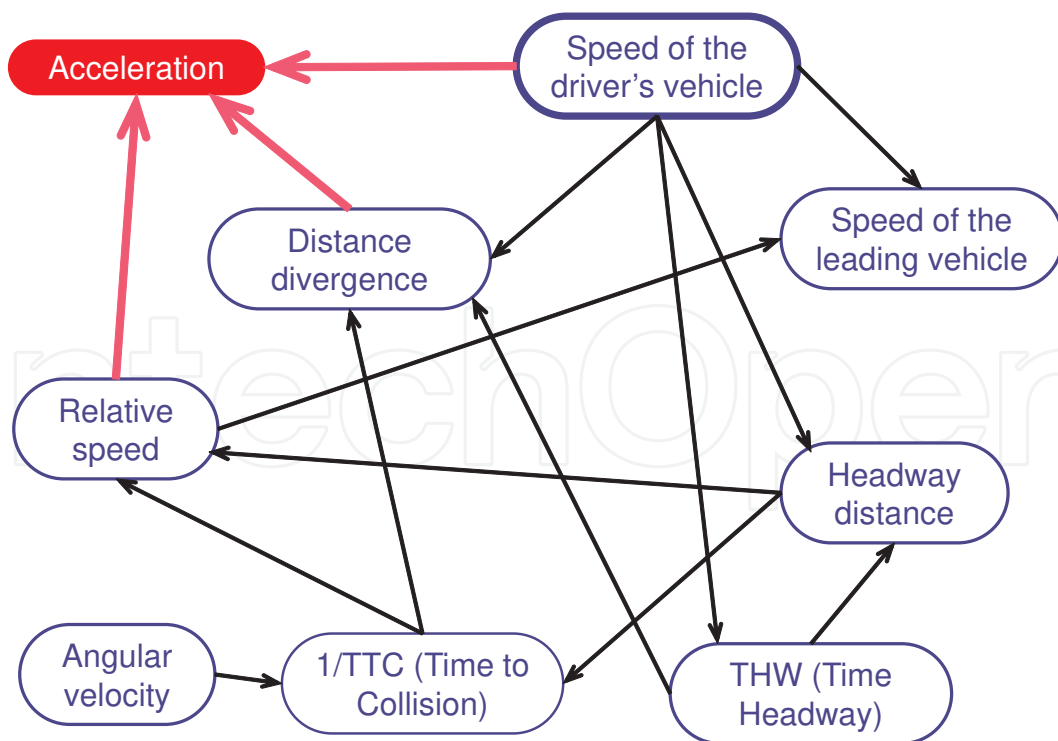 Acceleration
Speed of the
driver’s vehicle
Distance
divergence
Speed of the
leading vehicle
ntechOpen
Relative
speed
Headway
distance
Angular
velocity
1/TTC (Time to
Collision)
THW (Time
Headway)